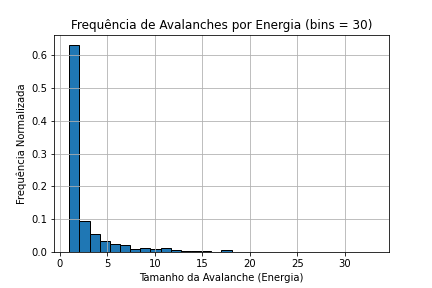 Frequência de Avalanches por Energia (bins = 30)
Frequência Normalizada
0.6
0.5
0.4
0.3
0.2
0.1
0.0
0 5 10 15 20 25 30
Tamanho da Avalanche (Energia)